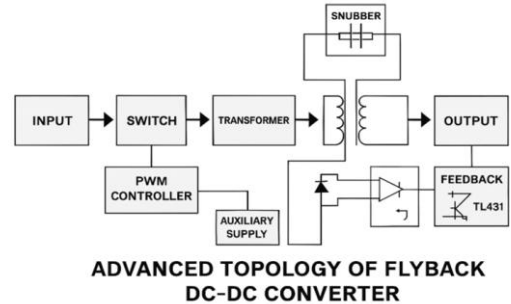 SNUBBER
INPUT
SWITCH
TRANSFORMER
OUTPUT
PWM
CONTROLLER
AUXILIARY
SUPPLY
FEEDBACK
TL431
ADVANCED TOPOLOGY OF FLYBACK
DC-DC CONVERTER